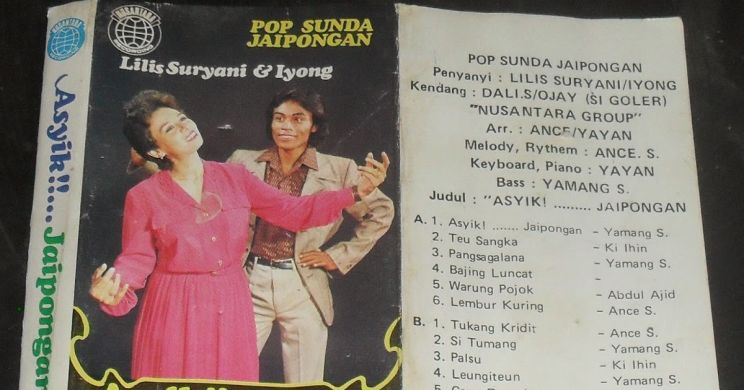 NUSANTARA
RECORDING
Asyik!!.... Jaipongan
NUSANTARA
RECORDING
POP SUNDA
JAIPONGAN
Lilis Suryani & Iyong
POP SUNDA JAIPONGAN
Penyanyi : LILIS SURYANI/IYONG
Kendang : DALI.S/OJAY (SI GOLER)
"NUSANTARA GROUP"
Arr. : ANCE/YAYAN
Melody, Rythem : ANCE. S.
Keyboard, Piano : YAYAN
Bass : YAMANG S.
Judul : "ASYIK! ......... JAIPONGAN
A. 1. Asyik! ....... Jaipongan - Yamang S.
2. Teu Sangka - Ki Ihin
3. Pangsagalana - Yamang S.
4. Bajing Luncat -
5. Warung Pojok - Abdul Ajid
6. Lembur Kuring - Ance S.
B. 1. Tukang Kridit - Ance S.
2. Si Tumang - Yamang S.
3. Palsu - Ki Ihin
4. Leungiteun - Yamang S.